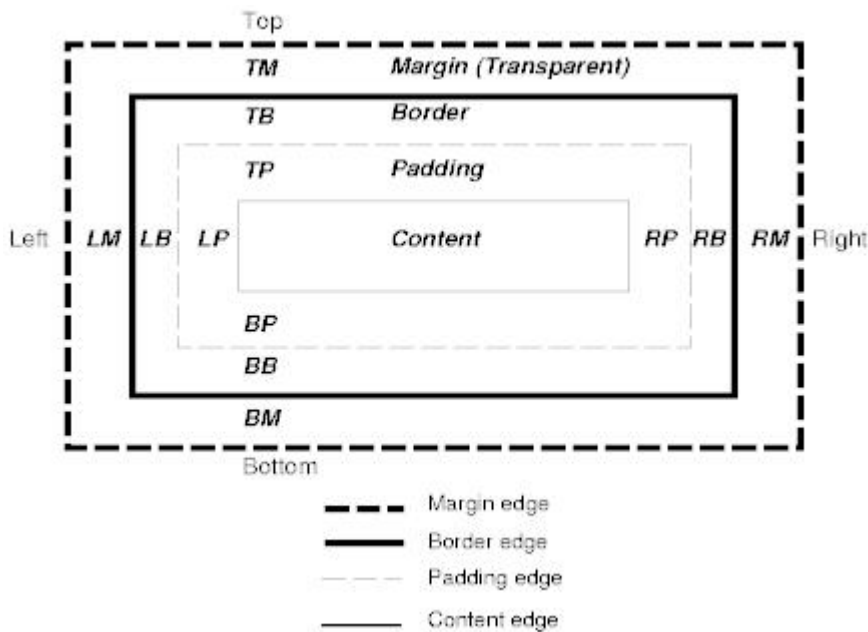 Top
TM Margin (Transparent)
TB Border
TP Padding
Left LM LB LP Content RP RB RM Right
BP
BB
BM
Bottom
Margin edge
Border edge
Padding edge
Content edge